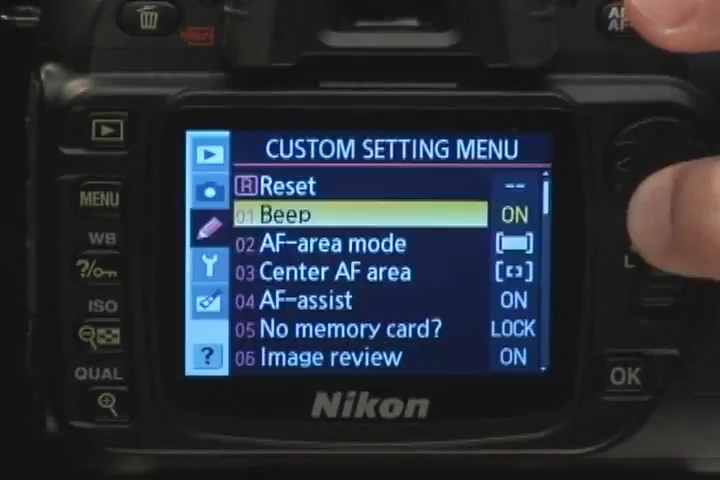 AF
CUSTOM SETTING MENU
R Reset --
01 Beep ON
02 AF-area mode
03 Center AF area
04 AF-assist ON
05 No memory card? LOCK
06 Image review ON
?
MENU
WB
?/
ISO
QUAL
L
OK
Nikon